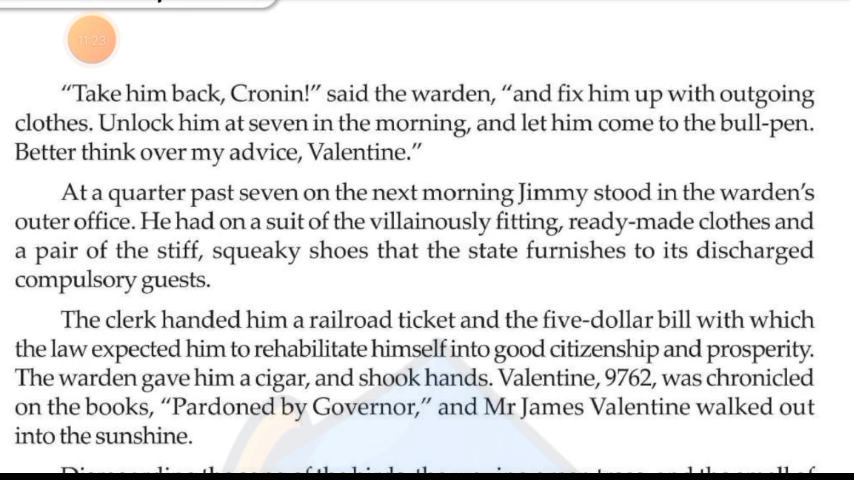 11:23
“Take him back, Cronin!” said the warden, “and fix him up with outgoing
clothes. Unlock him at seven in the morning, and let him come to the bull-pen.
Better think over my advice, Valentine.”
At a quarter past seven on the next morning Jimmy stood in the warden’s
outer office. He had on a suit of the villainously fitting, ready-made clothes and
a pair of the stiff, squeaky shoes that the state furnishes to its discharged
compulsory guests.
The clerk handed him a railroad ticket and the five-dollar bill with which
the law expected him to rehabilitate himself into good citizenship and prosperity.
The warden gave him a cigar, and shook hands. Valentine, 9762, was chronicled
on the books, “Pardoned by Governor,” and Mr James Valentine walked out
into the sunshine.